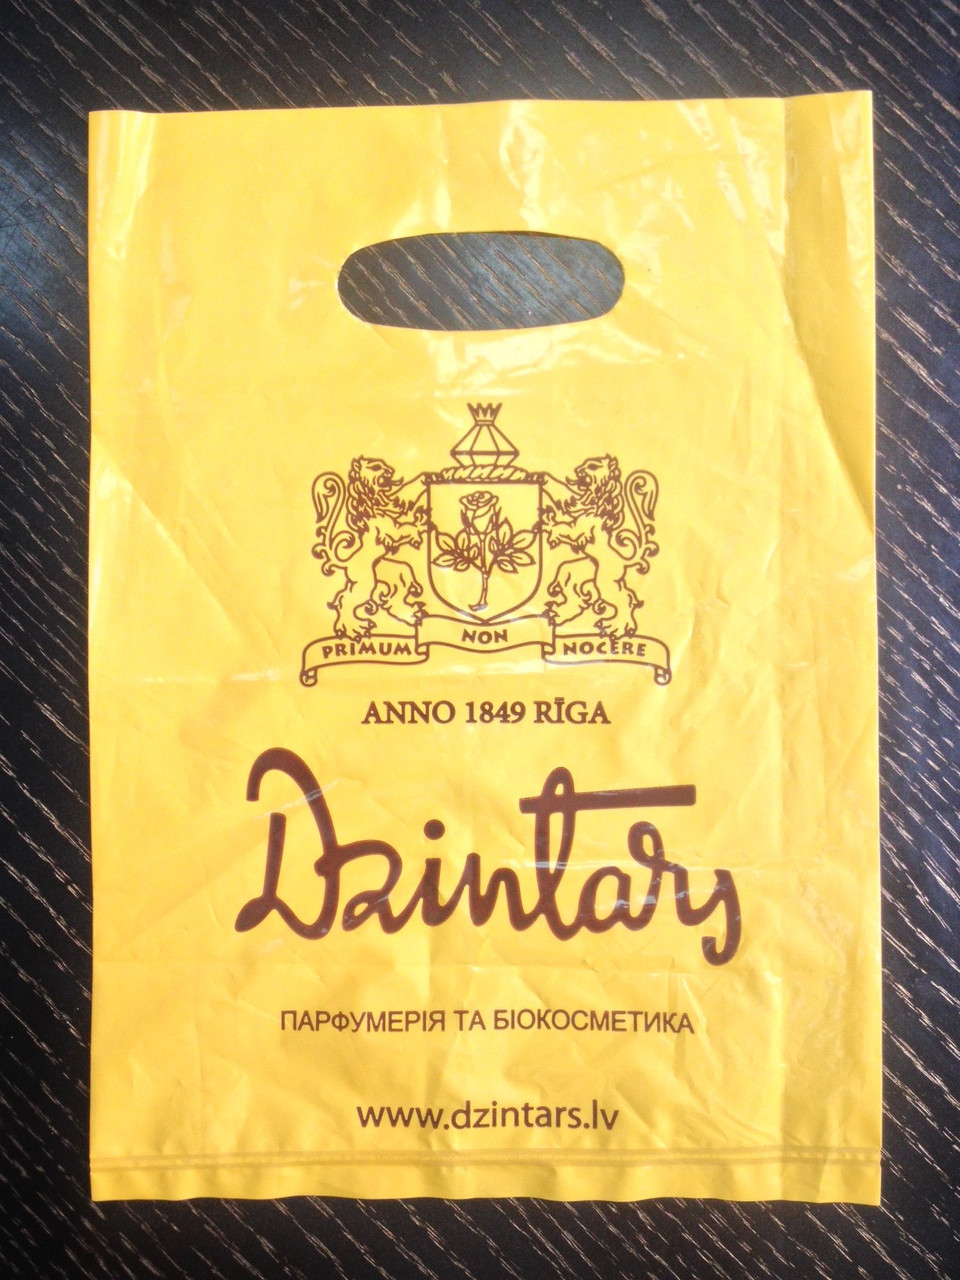 PRIMUM NON NOCERE
ANNO 1849 RĪGA
Dzintars
ПАРФУМЕРІЯ ТА БІОКОСМЕТИКА
www.dzintars.lv